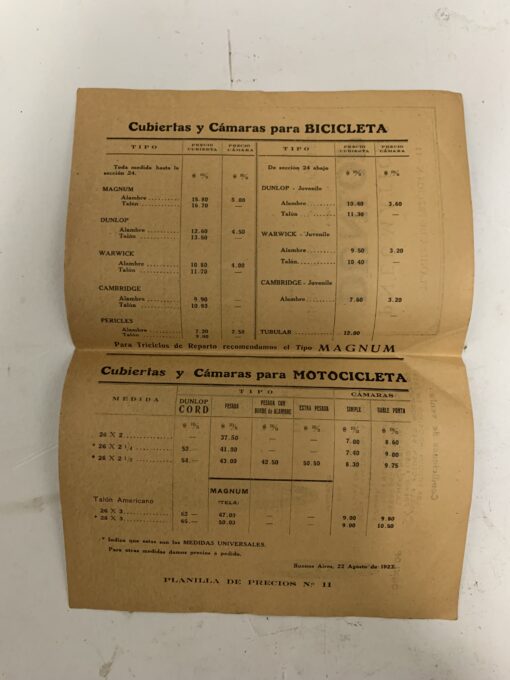 Cubiertas y Cámaras para BICICLETA
TIPO PRECIO CUBIERTA PRECIO CÁMARA TIPO PRECIO CUBIERTA PRECIO CÁMARA
Toda medida hasta la sección 24. $ m/n $ m/n De sección 24 abajo $ m/n $ m/n
MAGNUM DUNLOP - Juvenile
Alambre 15.80 5.80 Alambre 10.60 3.60
Talón 16.70 — Talón 11.30 —
DUNLOP WARWICK - Juvenile
Alambre 12.60 4.50 Alambre 9.50 3.20
Talón 13.60 — Talón 10.40 —
WARWICK CAMBRIDGE - Juvenile
Alambre 10.80 4.00 Alambre 7.60 3.20
Talón 11.70 —
CAMBRIDGE
Alambre 9.90 —
Talón 10.80 —
PERICLES
Alambre 7.20 2.50 TUBULAR 12.00 —
Talón
Para Triciclos de Reparto recomendamos el Tipo MAGNUM
Cubiertas y Cámaras para MOTOCICLETA
MEDIDA TIPO CÁMARAS
DUNLOP CORD PESADA PESADA CON BORDE de ALAMBRE EXTRA PESADA SIMPLE DOBLE PUNTA
$ m/n $ m/n $ m/n $ m/n $ m/n $ m/n
26 X 2 — 37.50 — — 7.00 8.60
* 26 X 2 1/4 52.— 41.00 — — 7.40 9.00
* 26 X 2 1/2 54.— 43.00 42.50 50.50 8.30 9.75
MAGNUM
(TELA)
Talón Americano
26 X 3 63 — 47.00 — — 9.00 9.80
* 26 X 3 65.— 50.00 — — 9.00 10.50
* Indica que estas son las MEDIDAS UNIVERSALES.
Para otras medidas damos precios a pedido.
Buenos Aires, 22 Agosto de 1922.
PLANILLA DE PRECIOS Nº 11